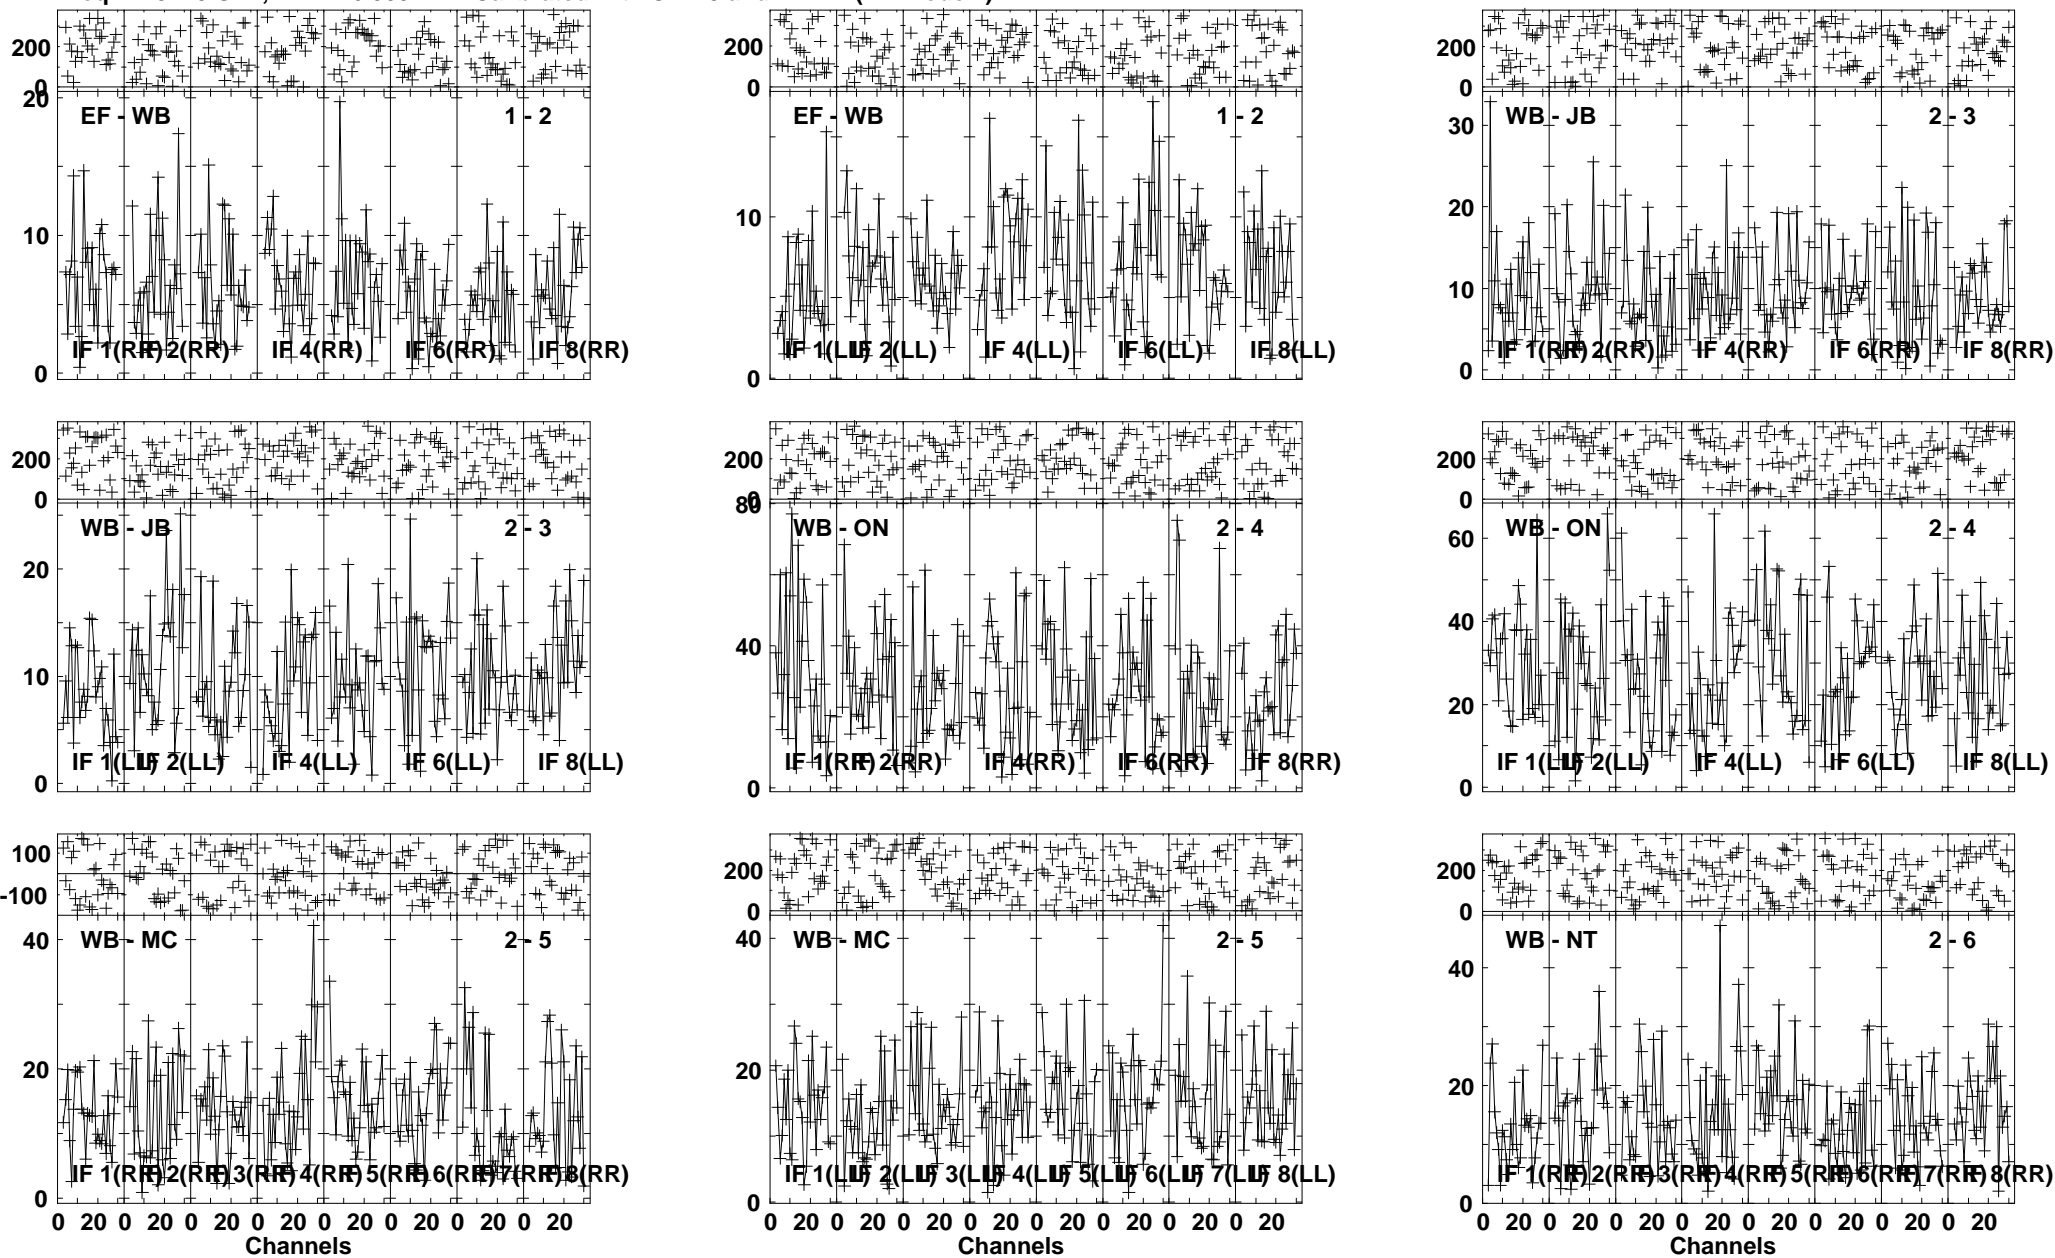 200 200 200
0 0 0
20
EF - WB 1 - 2 EF - WB 1 - 2 WB - JB 2 - 3
30
20
10 10
10
IF 1(RR) IF 2(RR) IF 4(RR) IF 6(RR) IF 8(RR) IF 1(LL) IF 2(LL) IF 4(LL) IF 6(LL) IF 8(LL) IF 1(RR) IF 2(RR) IF 4(RR) IF 6(RR) IF 8(RR)
0 0 0
200 200 200
0 0 0
80
WB - JB 2 - 3 WB - ON 2 - 4 WB - ON 2 - 4
60
20
40 40
10
20
IF 1(LL) IF 2(LL) IF 4(LL) IF 6(LL) IF 8(LL) IF 1(RR) IF 2(RR) IF 4(RR) IF 6(RR) IF 8(RR) IF 1(LL) IF 2(LL) IF 4(LL) IF 6(LL) IF 8(LL)
0 0 0
100 200 200
-100
0 0
WB - MC 2 - 5 WB - MC 2 - 5 WB - NT 2 - 6
40 40 40
20 20 20
IF 1(RR) IF 2(RR) IF 3(RR) IF 4(RR) IF 5(RR) IF 6(RR) IF 7(RR) IF 8(RR) IF 1(LL) IF 2(LL) IF 3(LL) IF 4(LL) IF 5(LL) IF 6(LL) IF 7(LL) IF 8(LL) IF 1(RR) IF 2(RR) IF 3(RR) IF 4(RR) IF 5(RR) IF 6(RR) IF 7(RR) IF 8(RR)
0 0 0
0 20 0 20 0 20 0 20 0 20 0 20 0 20 0 20 0 20 0 20 0 20 0 20 0 20 0 20 0 20 0 20 0 20 0 20 0 20 0 20 0 20 0 20 0 20 0 20
Channels Channels Channels